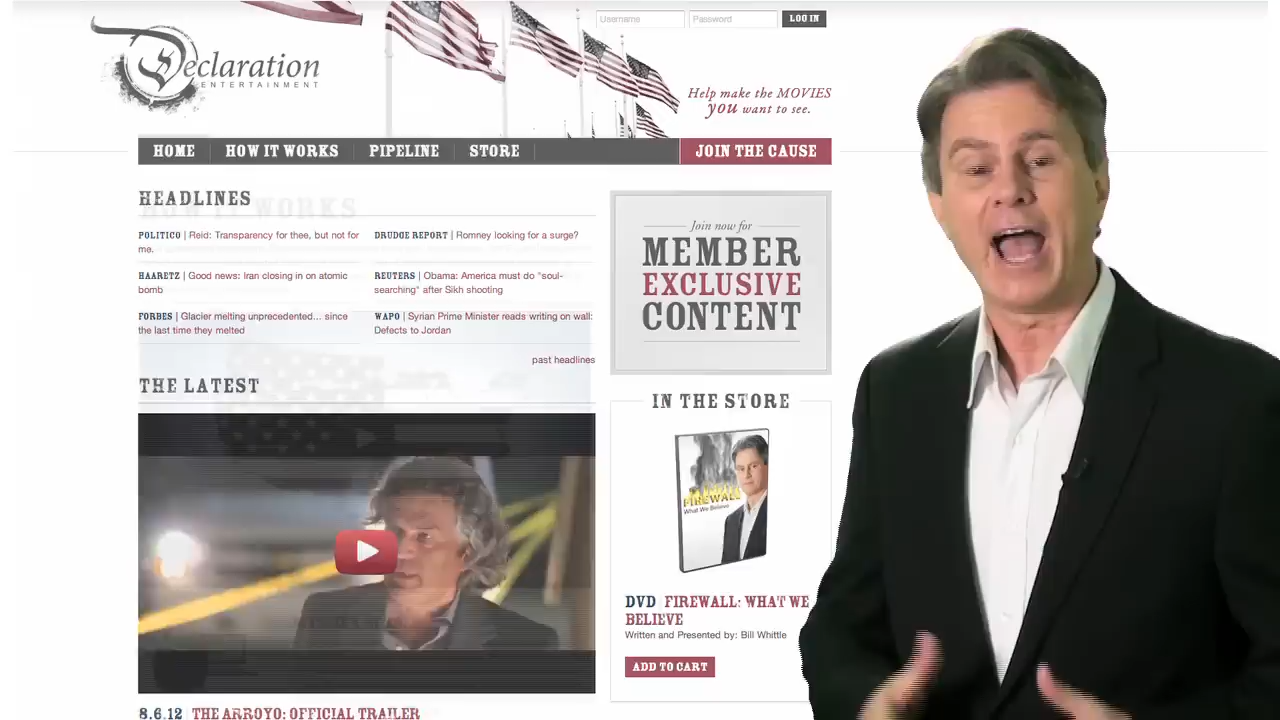 Declaration
ENTERTAINMENT
Username
Password
LOG IN
Help make the MOVIES
you want to see.
HOME
HOW IT WORKS
PIPELINE
STORE
JOIN THE CAUSE
HEADLINES
HOW IT WORKS
POLITICO | Reid: Transparency for thee, but not for
me.
DRUDGE REPORT | Romney looking for a surge?
HAARETZ | Good news: Iran closing in on atomic
bomb
REUTERS | Obama: America must do "soul-
searching" after Sikh shooting
FORBES | Glacier melting unprecedented... since
the last time they melted
WAPO | Syrian Prime Minister reads writing on wall:
Defects to Jordan
past headlines
THE LATEST
8.6.12 | THE ARROYO: OFFICIAL TRAILER
Join now for
MEMBER
EXCLUSIVE
CONTENT
IN THE STORE
FIREWALL
What We Believe
DVD | FIREWALL: WHAT WE
BELIEVE
Written and Presented by: Bill Whittle
ADD TO CART